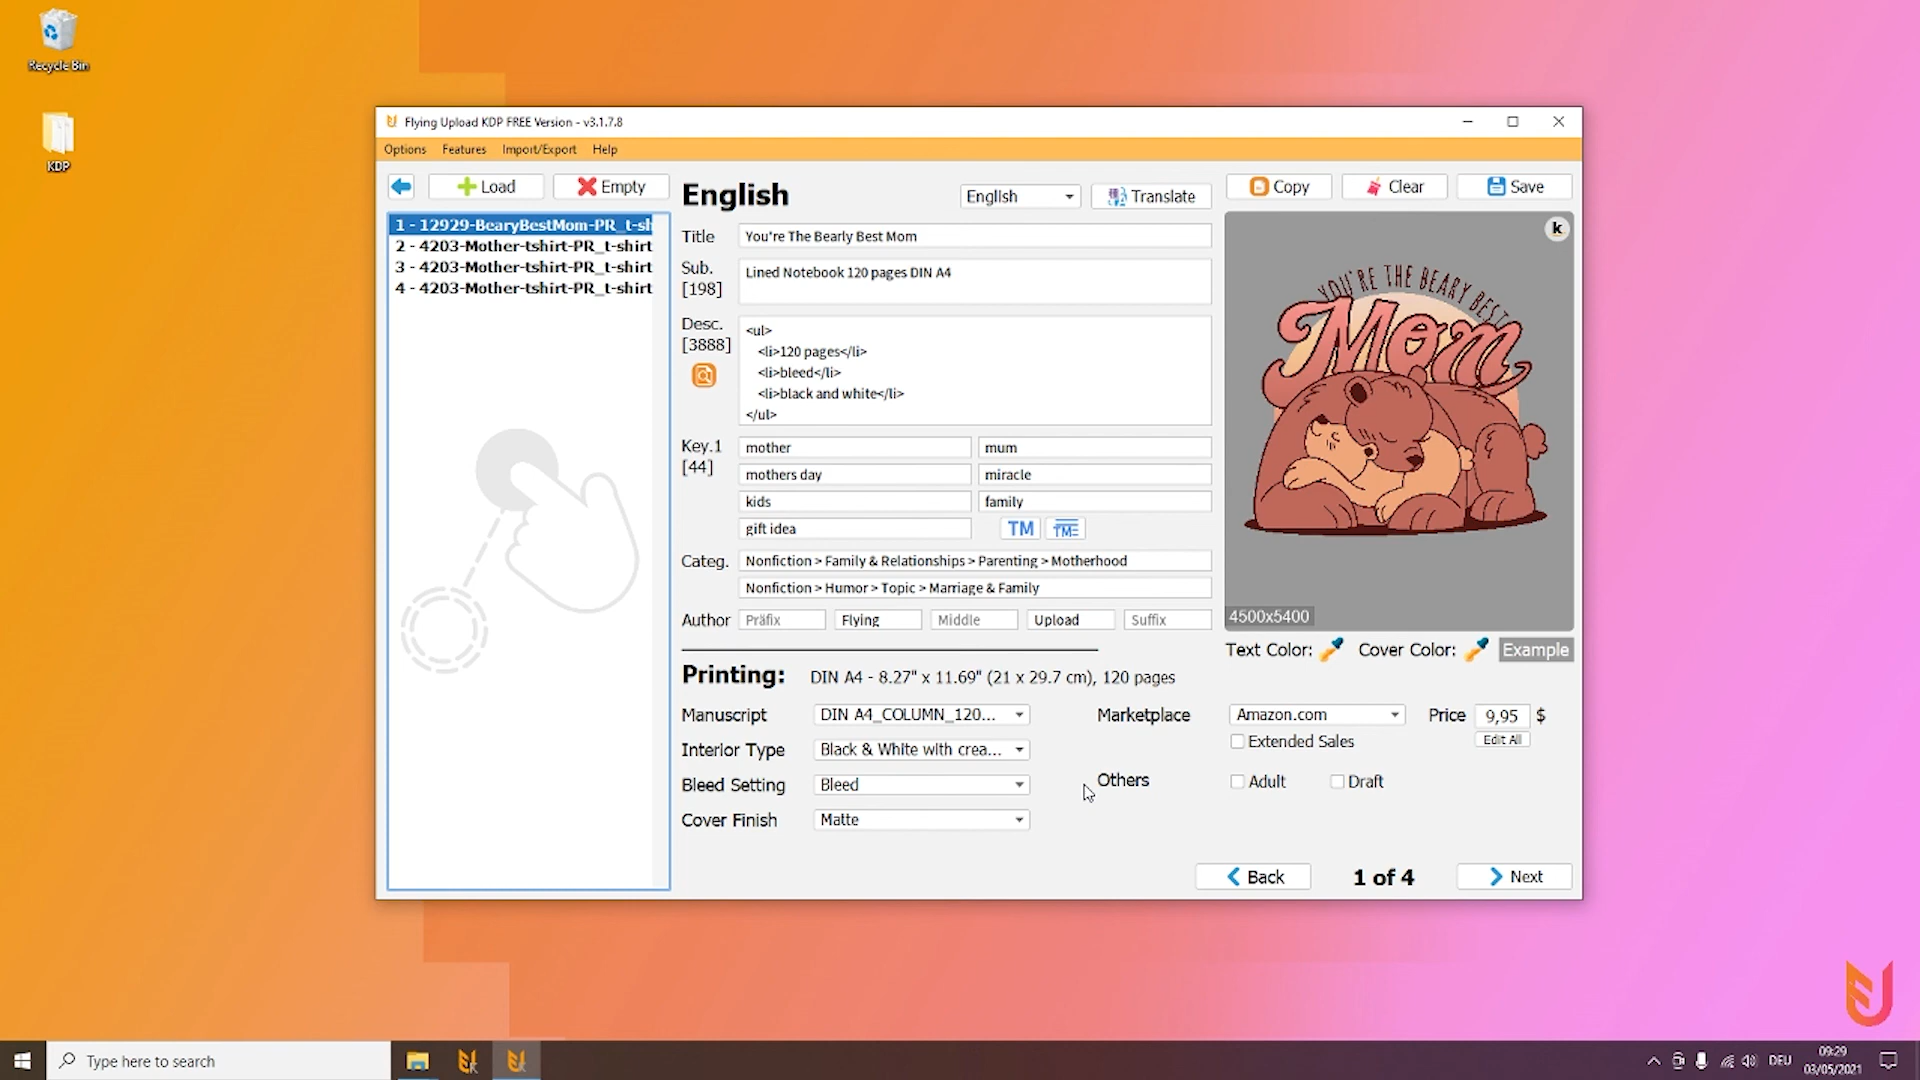 Recycle Bin
KDP
Flying Upload KDP FREE Version - v3.1.7.8
Options Features Import/Export Help
Load Empty
1 - 12929-BearyBestMom-PR_t-sh
2 - 4203-Mother-tshirt-PR_t-shirt
3 - 4203-Mother-tshirt-PR_t-shirt
4 - 4203-Mother-tshirt-PR_t-shirt
English English Translate
Copy Clear Save
Title You're The Bearly Best Mom
Sub. Lined Notebook 120 pages DIN A4
[198]
Desc.
[3888]
<ul>
<li>120 pages</li>
<li>bleed</li>
<li>black and white</li>
</ul>
Key.1 mother mum
[44] mothers day miracle
kids family
gift idea TM TM
Categ. Nonfiction > Family & Relationships > Parenting > Motherhood
Nonfiction > Humor > Topic > Marriage & Family
Author Präfix Flying Middle Upload Suffix
k
YOU'RE THE BEARY BEST
Mom
4500x5400
Text Color: Cover Color: Example
Printing: DIN A4 - 8.27" x 11.69" (21 x 29.7 cm), 120 pages
Manuscript DIN A4_COLUMN_120... Marketplace Amazon.com Price 9,95 $
Extended Sales Edit All
Interior Type Black & White with crea...
Bleed Setting Bleed Others Adult Draft
Cover Finish Matte
Back 1 of 4 Next
Type here to search
DEU 09:29
03/05/2021